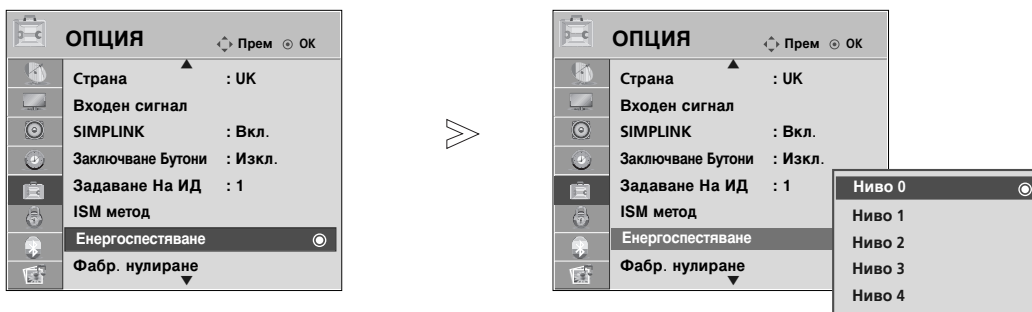 ОПЦИЯ Прем ОК
Страна : UK
Входен сигнал
SIMPLINK : Вкл.
Заключване Бутони : Изкл.
Задаване На ИД : 1
ISM метод
Енергоспестяване
Фабр. нулиране
ОПЦИЯ Прем ОК
Страна : UK
Входен сигнал
SIMPLINK : Вкл.
Заключване Бутони : Изкл.
Задаване На ИД : 1
ISM метод
Енергоспестяване
Фабр. нулиране
Ниво 0
Ниво 1
Ниво 2
Ниво 3
Ниво 4